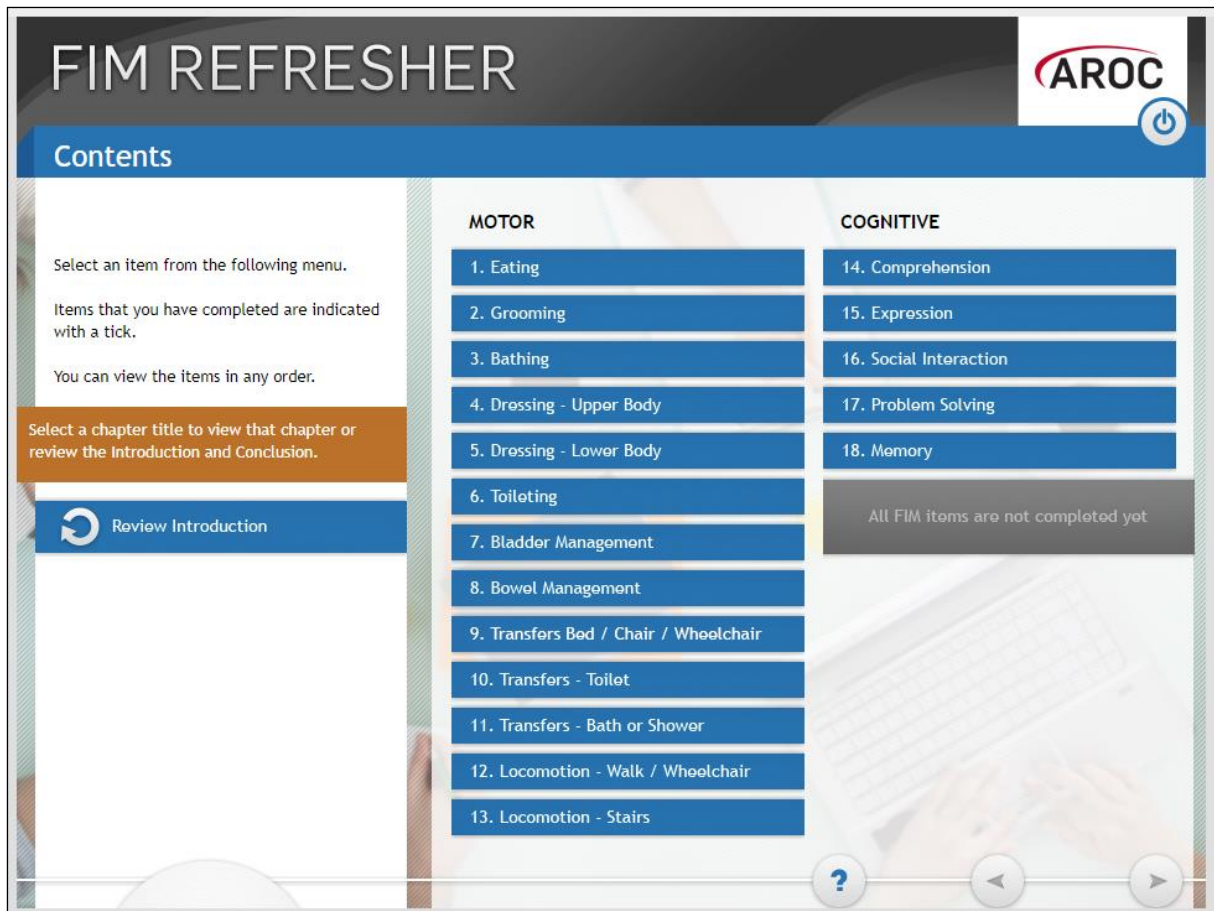 FIM REFRESHER
AROC
Contents
Select an item from the following menu.
Items that you have completed are indicated
with a tick.
You can view the items in any order.
Select a chapter title to view that chapter or
review the Introduction and Conclusion.
Review Introduction
MOTOR
1. Eating
2. Grooming
3. Bathing
4. Dressing - Upper Body
5. Dressing - Lower Body
6. Toileting
7. Bladder Management
8. Bowel Management
9. Transfers Bed / Chair / Wheelchair
10. Transfers - Toilet
11. Transfers - Bath or Shower
12. Locomotion - Walk / Wheelchair
13. Locomotion - Stairs
COGNITIVE
14. Comprehension
15. Expression
16. Social Interaction
17. Problem Solving
18. Memory
All FIM items are not completed yet
?